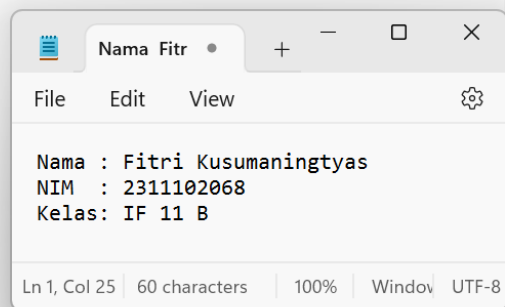 Nama  Fitr
File Edit View
Nama : Fitri Kusumaningtyas
NIM  : 2311102068
Kelas: IF 11 B
Ln 1, Col 25 60 characters 100% Window UTF-8